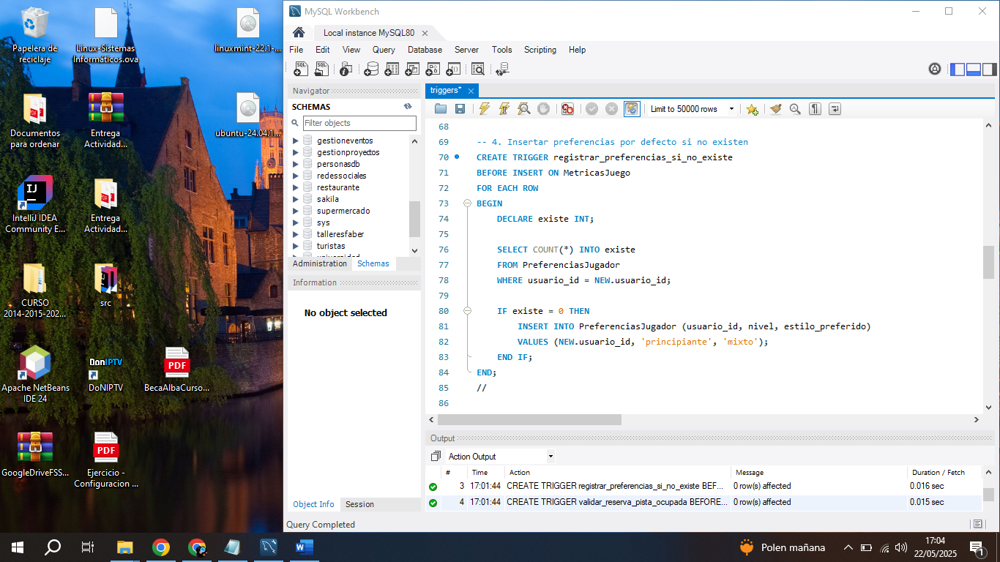 Papelera de
reciclaje
Linux-Sistemas
Informáticos.ova
linuxmint-22.1-...
Documentos
para ordenar
Entrega
Actividad...
ubuntu-24.04.1...
IntelliJ IDEA
Community E...
Entrega
Actividad...
CURSO
2014-2015-202...
src
Apache NetBeans
IDE 24
DonIPTV
DoNIPTV
PDF
BecaAlbaCurso...
GoogleDriveFSS...
PDF
Ejercicio -
Configuracion ...
MySQL Workbench
Local instance MySQL80
File Edit View Query Database Server Tools Scripting Help
Navigator
SCHEMAS
Filter objects
gestioneventos
gestionproyectos
personasdb
redessociales
restaurante
sakila
supermercado
sys
talleresfaber
turistas
Administration Schemas
Information
No object selected
Object Info Session
triggers*
Limit to 50000 rows
68
69 -- 4. Insertar preferencias por defecto si no existen
70 CREATE TRIGGER registrar_preferencias_si_no_existe
71 BEFORE INSERT ON MetricasJuego
72 FOR EACH ROW
73 BEGIN
74 DECLARE existe INT;
75
76 SELECT COUNT(*) INTO existe
77 FROM PreferenciasJugador
78 WHERE usuario_id = NEW.usuario_id;
79
80 IF existe = 0 THEN
81 INSERT INTO PreferenciasJugador (usuario_id, nivel, estilo_preferido)
82 VALUES (NEW.usuario_id, 'principiante', 'mixto');
83 END IF;
84 END;
85 //
86
Output
Action Output
# Time Action Message Duration / Fetch
3 17:01:44 CREATE TRIGGER registrar_preferencias_si_no_existe BEF... 0 row(s) affected 0.016 sec
4 17:01:44 CREATE TRIGGER validar_reserva_pista_ocupada BEFORE... 0 row(s) affected 0.015 sec
Query Completed
Polen mañana
17:04
22/05/2025
1